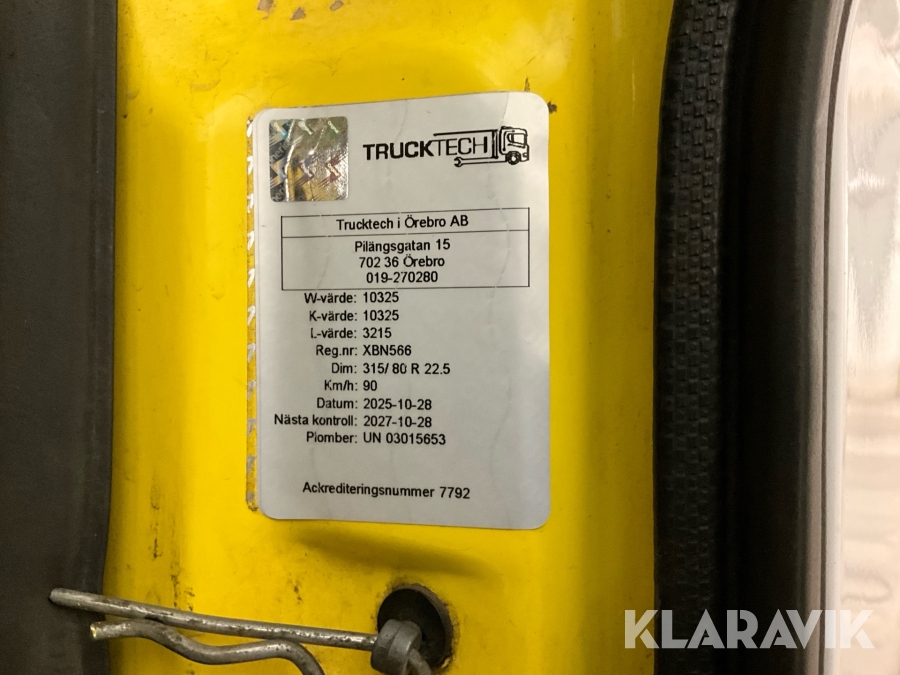 TRUCKTECH
Trucktech i Örebro AB
Pilängsgatan 15
702 36 Örebro
019-270280
W-värde: 10325
K-värde: 10325
L-värde: 3215
Reg.nr: XBN566
Dim: 315/ 80 R 22.5
Km/h: 90
Datum: 2025-10-28
Nästa kontroll: 2027-10-28
Plomber: UN 03015653
Ackrediteringsnummer 7792
KLARAVIK